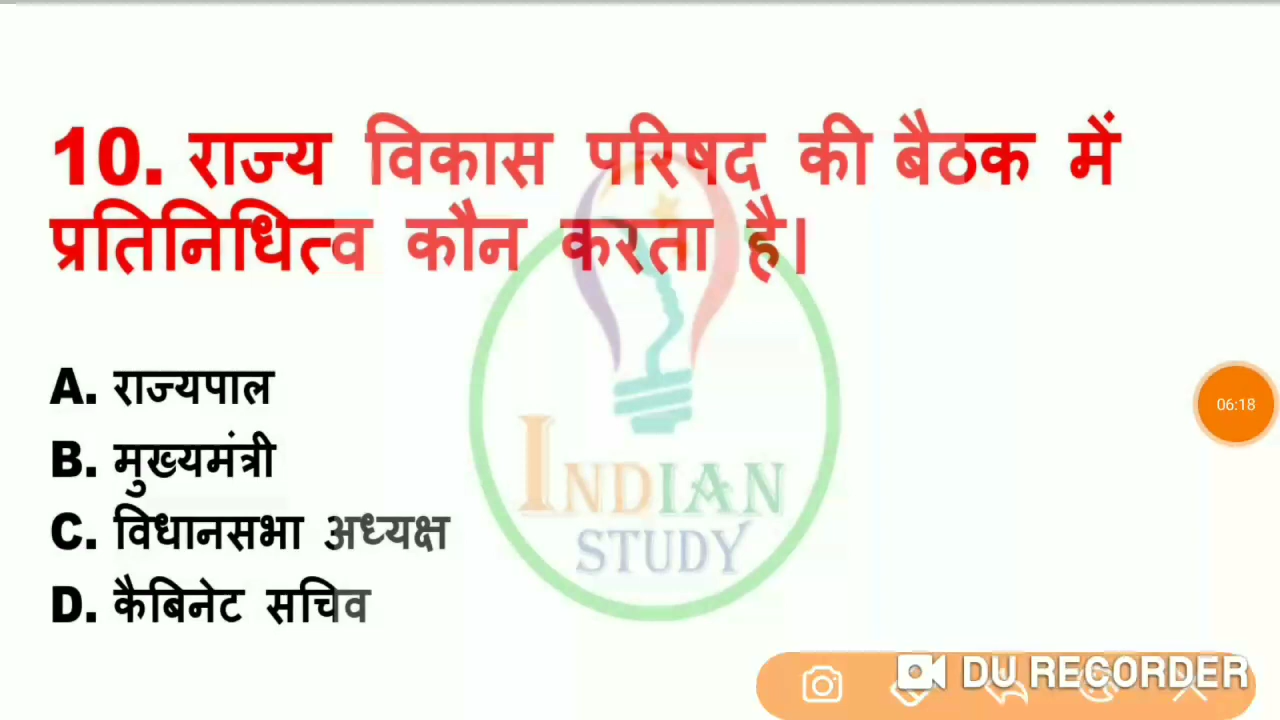 10. राज्य विकास परिषद की बैठक में
प्रतिनिधित्व कौन करता है।
A. राज्यपाल
B. मुख्यमंत्री
C. विधानसभा अध्यक्ष
D. कैबिनेट सचिव
INDIAN
STUDY
06:18
DU RECORDER